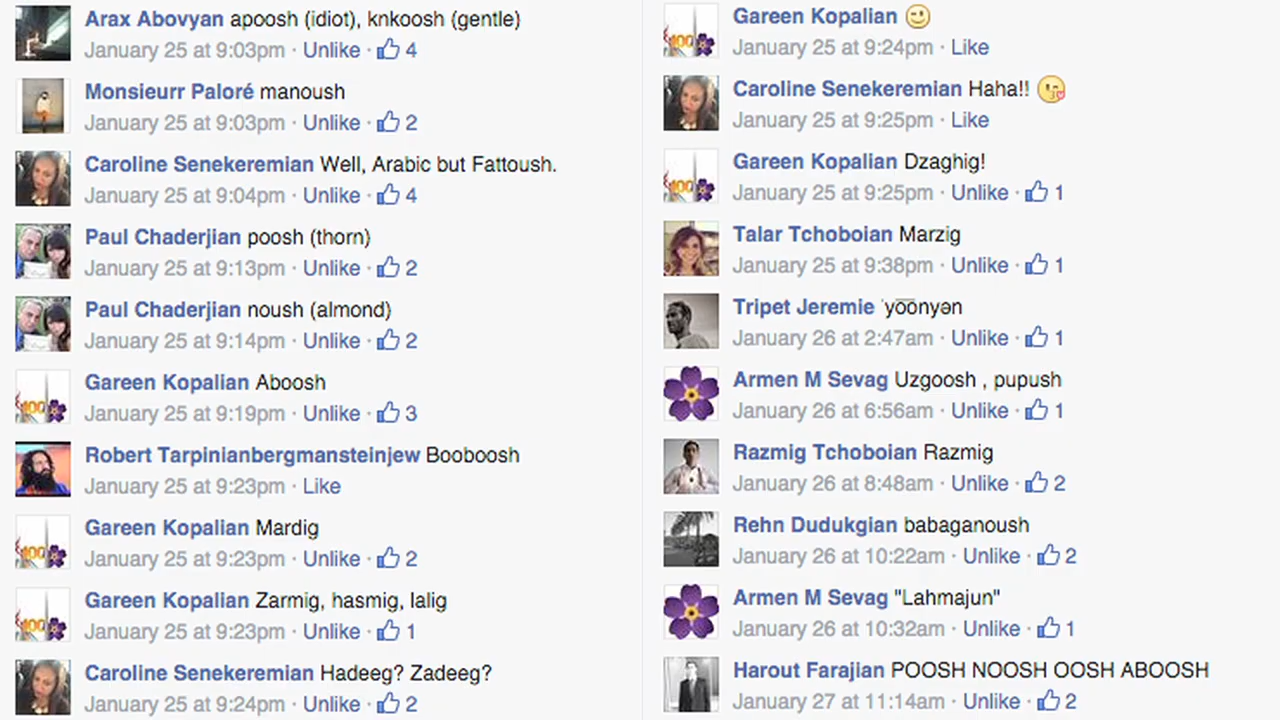 Arax Abovyan apoosh (idiot), knkoosh (gentle)
January 25 at 9:03pm · Unlike · 4
Monsieurr Paloré manoush
January 25 at 9:03pm · Unlike · 2
Caroline Senekeremian Well, Arabic but Fattoush.
January 25 at 9:04pm · Unlike · 4
Paul Chaderjian poosh (thorn)
January 25 at 9:13pm · Unlike · 2
Paul Chaderjian noush (almond)
January 25 at 9:14pm · Unlike · 2
Gareen Kopalian Aboosh
January 25 at 9:19pm · Unlike · 3
Robert Tarpinianbergmansteinjew Booboosh
January 25 at 9:23pm · Like
Gareen Kopalian Mardig
January 25 at 9:23pm · Unlike · 2
Gareen Kopalian Zarmig, hasmig, lalig
January 25 at 9:23pm · Unlike · 1
Caroline Senekeremian Hadeeg? Zadeeg?
January 25 at 9:24pm · Unlike · 2
Gareen Kopalian
January 25 at 9:24pm · Like
Caroline Senekeremian Haha!!
January 25 at 9:25pm · Like
Gareen Kopalian Dzaghig!
January 25 at 9:25pm · Unlike · 1
Talar Tchoboian Marzig
January 25 at 9:38pm · Unlike · 1
Tripet Jeremie ˈyo͞onyən
January 26 at 2:47am · Unlike · 1
Armen M Sevag Uzgoosh , pupush
January 26 at 6:56am · Unlike · 1
Razmig Tchoboian Razmig
January 26 at 8:48am · Unlike · 2
Rehn Dudukgian babaganoush
January 26 at 10:22am · Unlike · 2
Armen M Sevag "Lahmajun"
January 26 at 10:32am · Unlike · 1
Harout Farajian POOSH NOOSH OOSH ABOOSH
January 27 at 11:14am · Unlike · 2